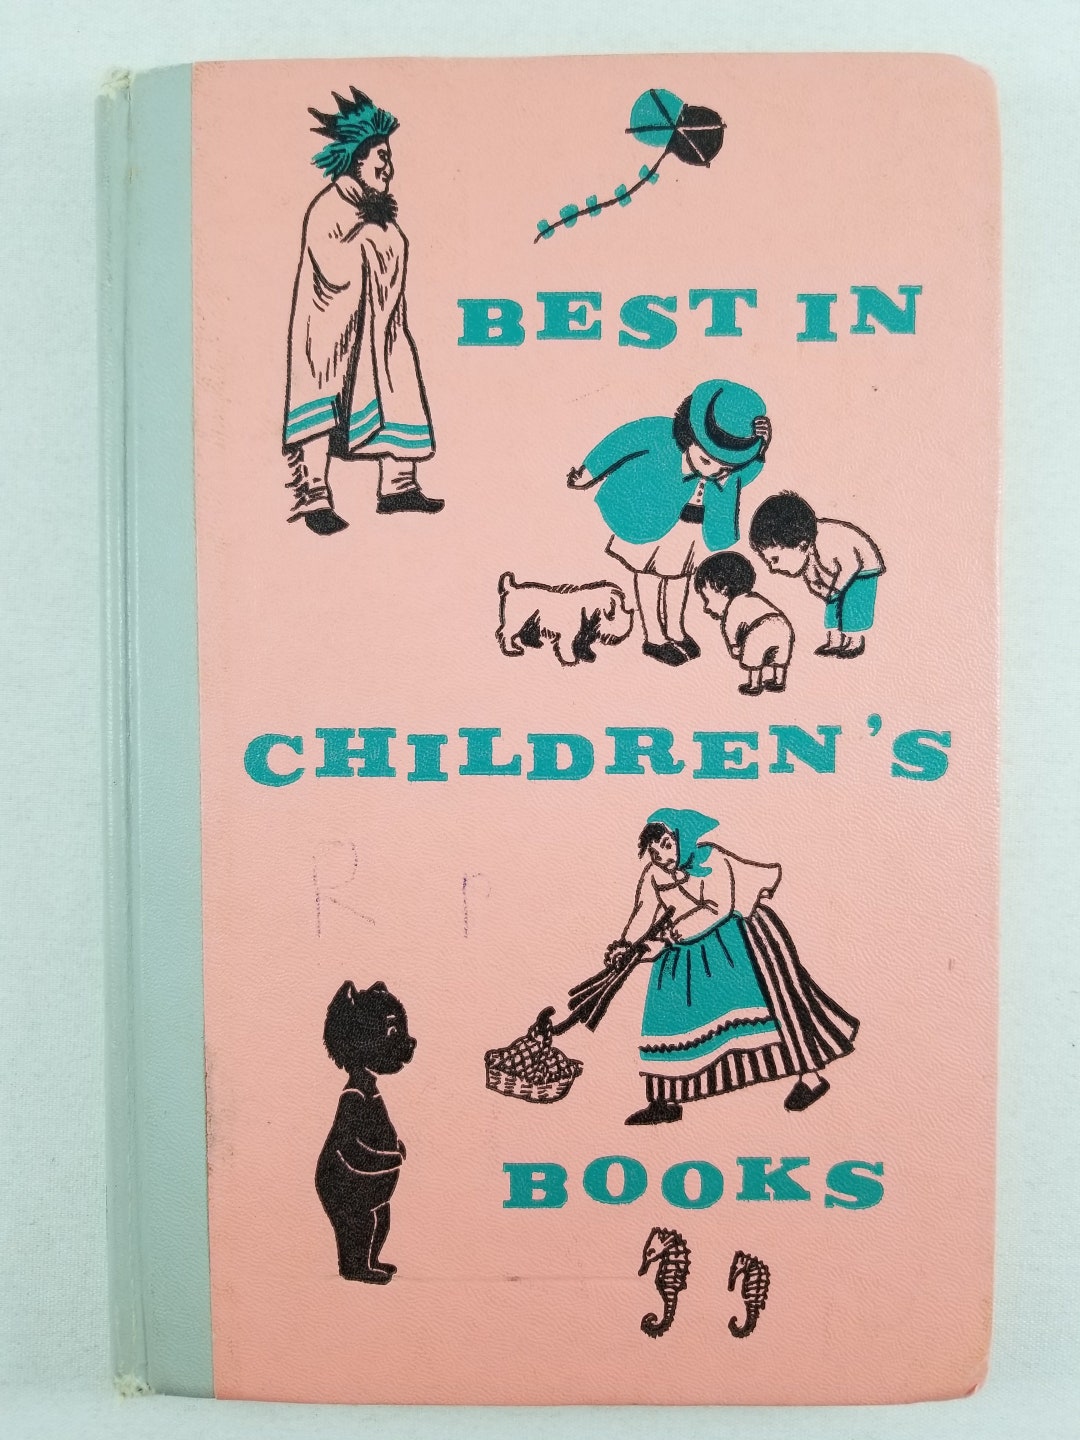 BEST IN
CHILDREN'S
R r
BOOKS